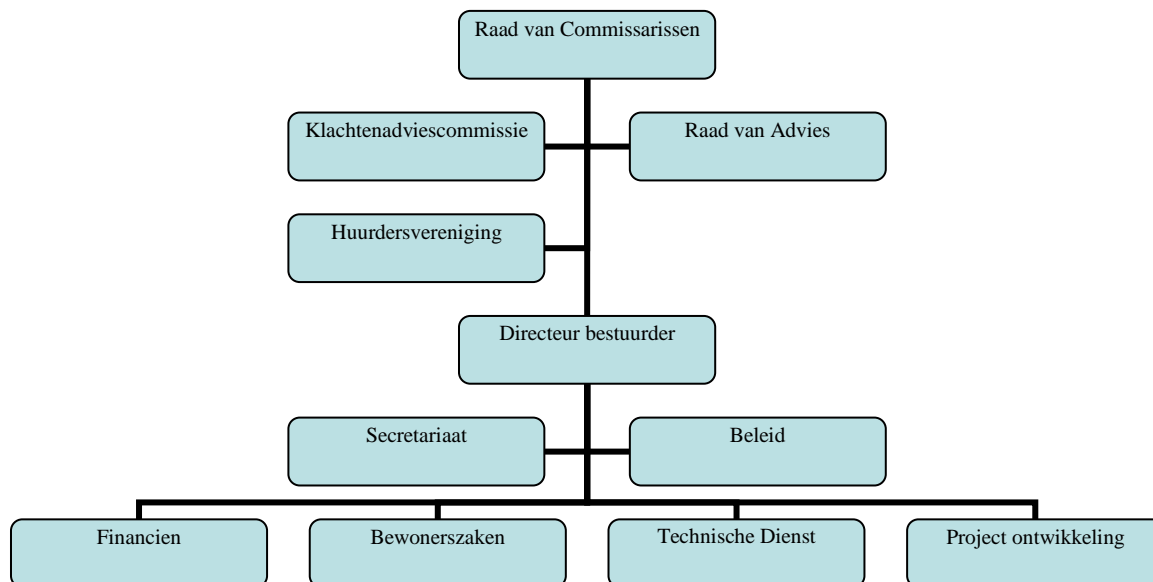 Raad van Commissarissen
Klachtenadviescommissie
Raad van Advies
Huurdersvereniging
Directeur bestuurder
Secretariaat
Beleid
Financien
Bewonerszaken
Technische Dienst
Project ontwikkeling